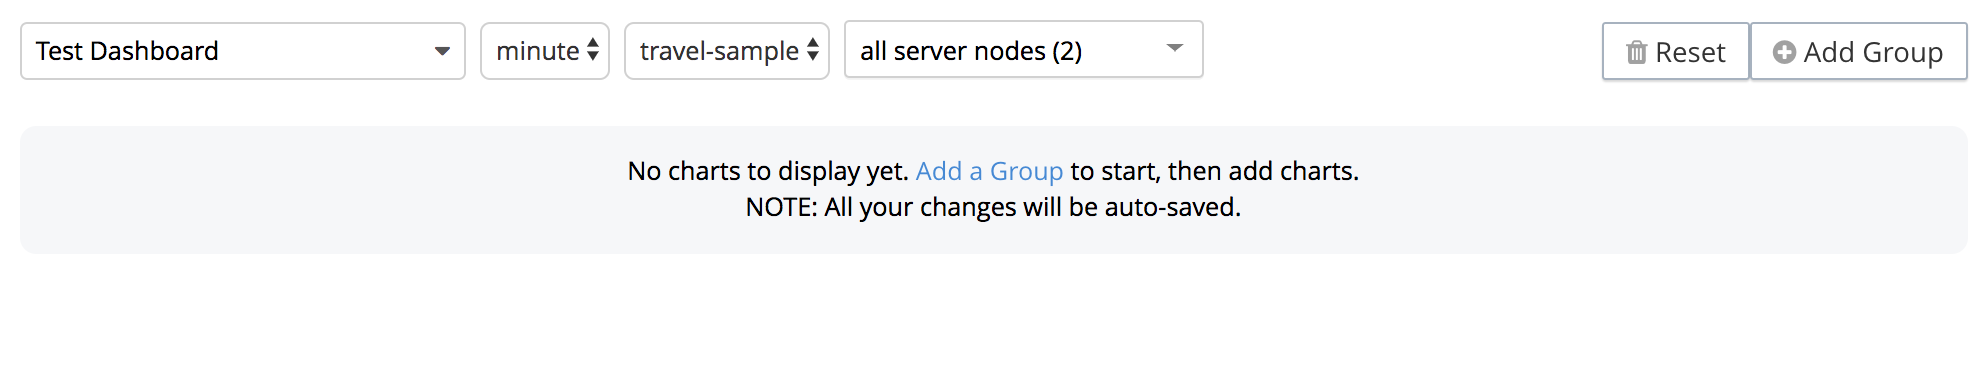 Test Dashboard minute travel-sample all server nodes (2) Reset Add Group
No charts to display yet. Add a Group to start, then add charts.
NOTE: All your changes will be auto-saved.